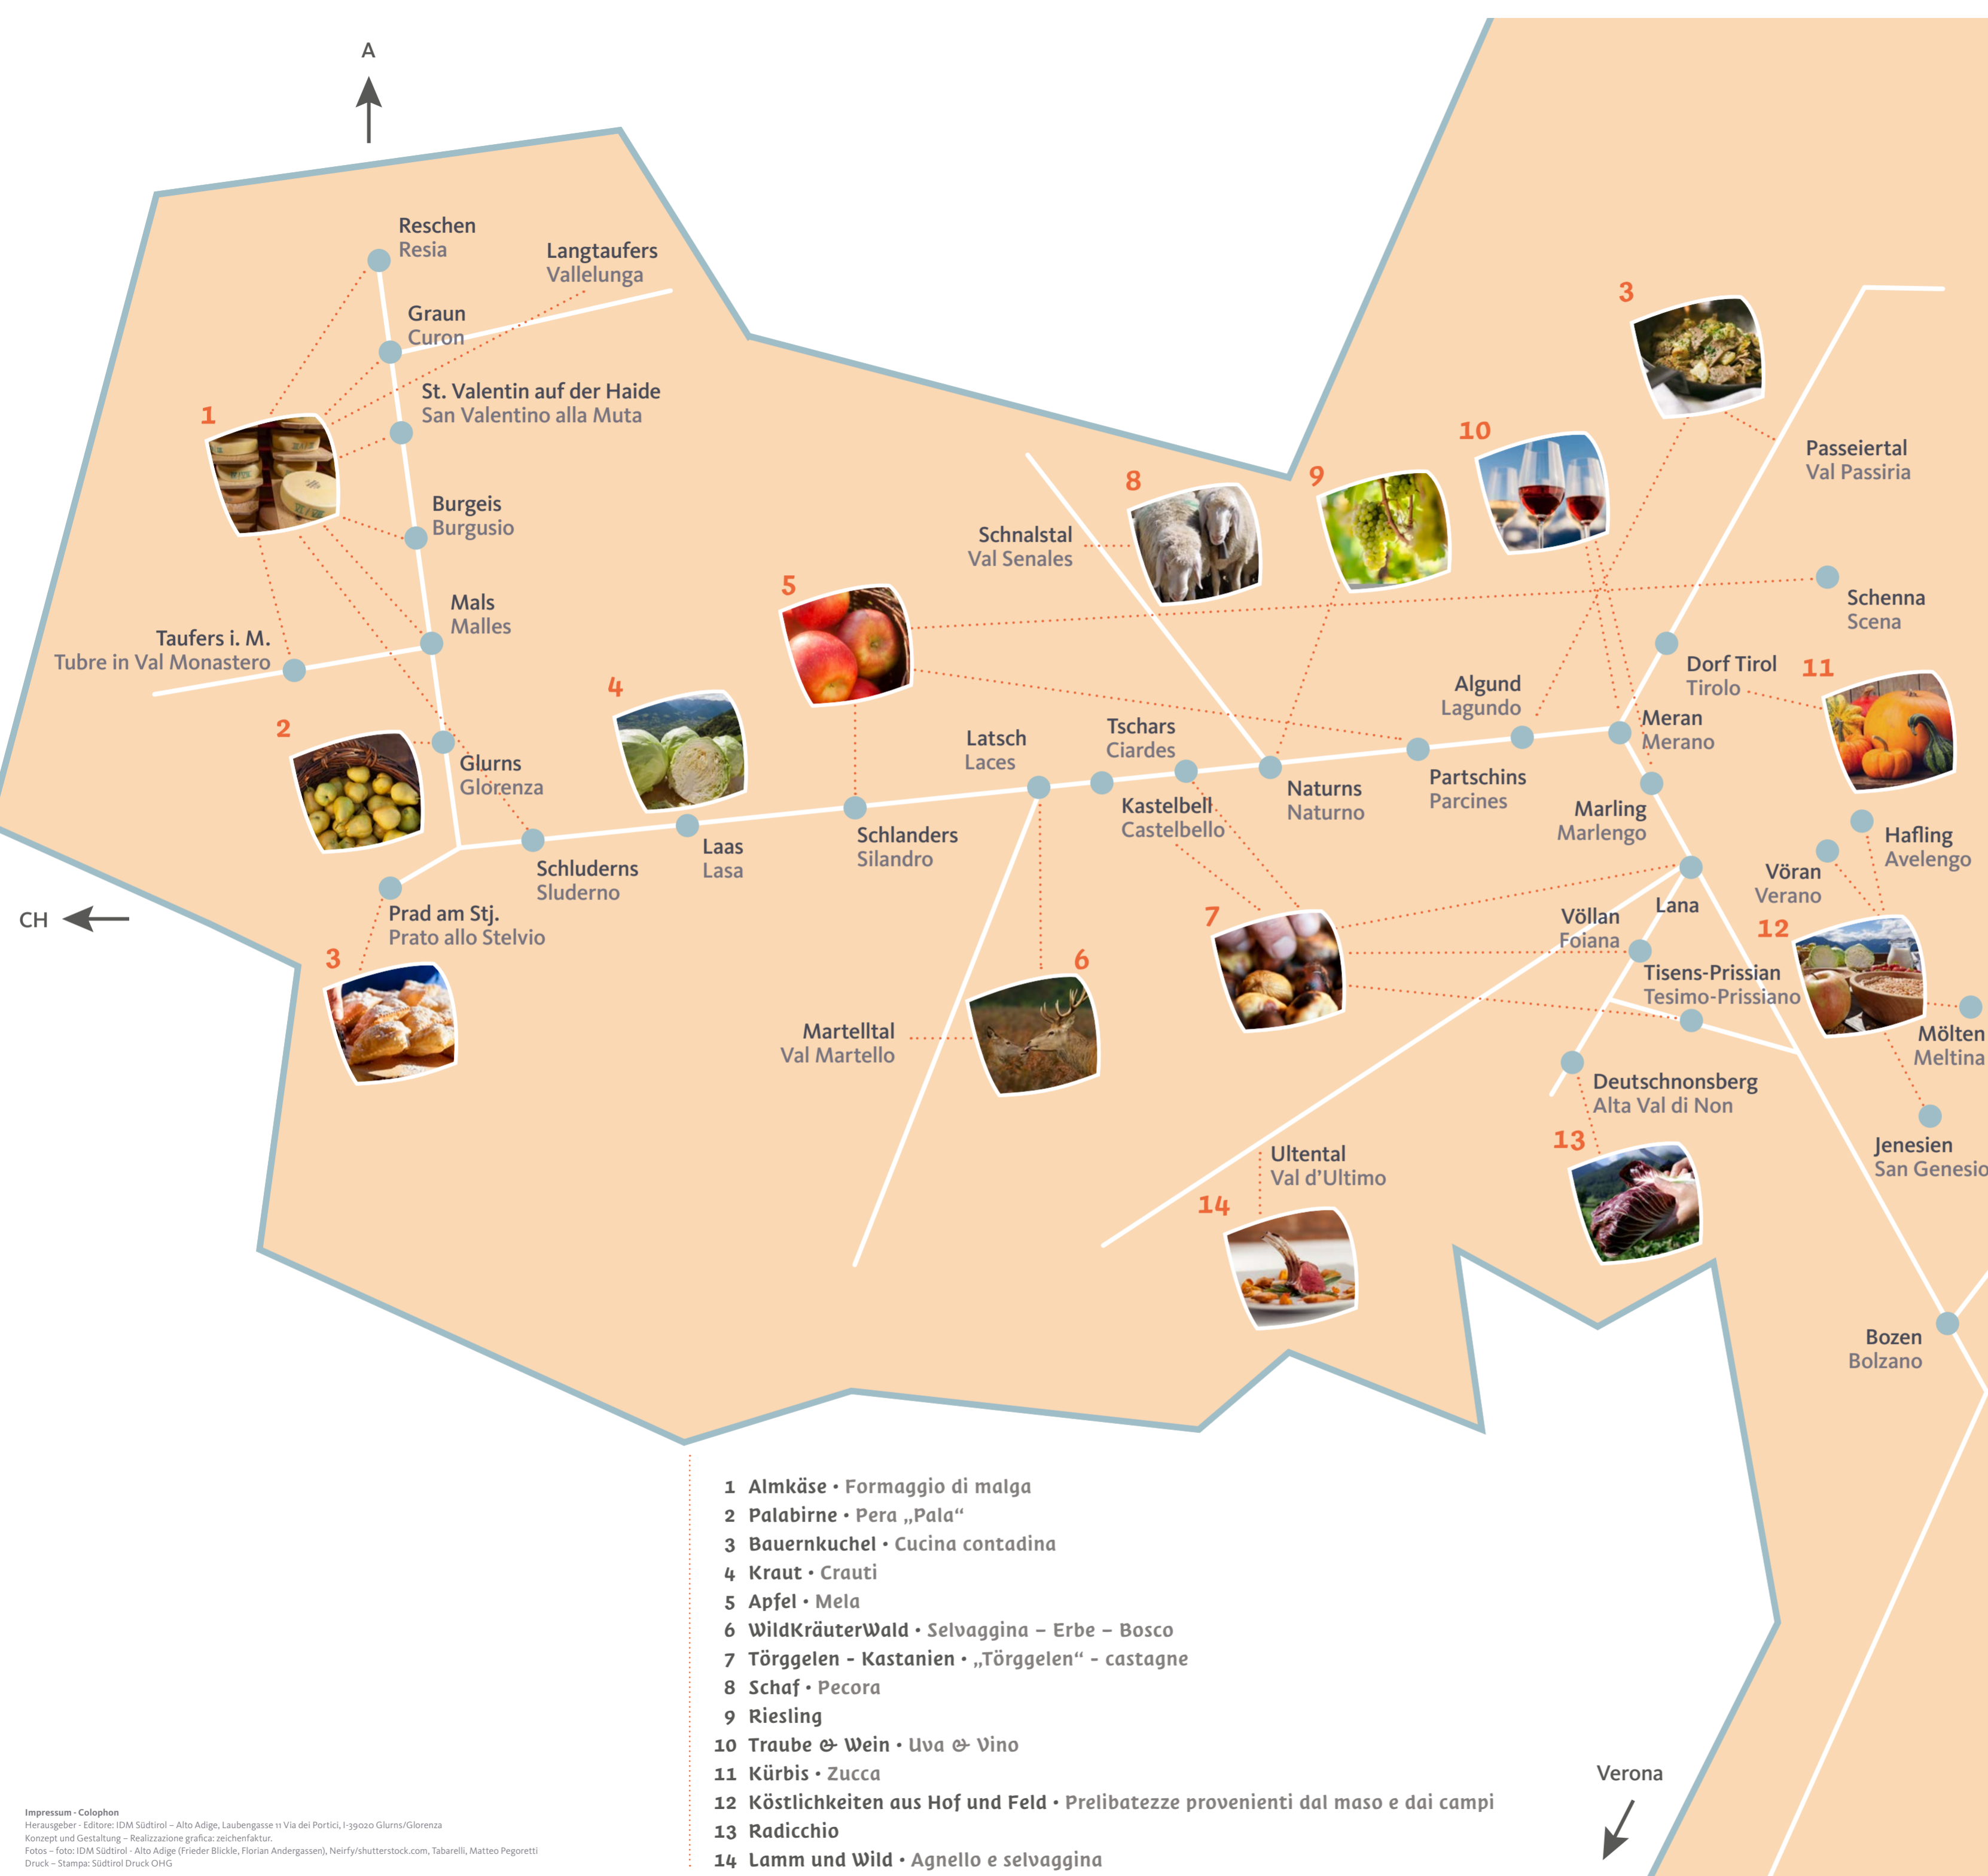 A
Reschen
Resia
Langtaufers
Vallelunga
Graun
Curon
3
St. Valentin auf der Haide
San Valentino alla Muta
1
10
Passeiertal
Val Passiria
8
9
Burgeis
Burgusio
Schnalstal
Val Senales
5
Mals
Malles
Schenna
Scena
Taufers i. M.
Tubre in Val Monastero
Dorf Tirol
Tirolo
11
4
Algund
Lagundo
2
Meran
Merano
Tschars
Ciardes
Latsch
Laces
Glurns
Glorenza
Naturns
Naturno
Partschins
Parcines
Kastelbell
Castelbello
Marling
Marlengo
Schlanders
Silandro
Hafling
Avelengo
Laas
Lasa
Vöran
Verano
Schluderns
Sluderno
CH
Prad am Stj.
Prato allo Stelvio
7
Lana
Völlan
Foiana
12
3
6
Tisens-Prissian
Tesimo-Prissiano
Martelltal
Val Martello
Mölten
Meltina
Deutschnonsberg
Alta Val di Non
13
Jenesien
San Genesio
Ultental
Val d’Ultimo
14
Bozen
Bolzano
1 Almkäse • Formaggio di malga
2 Palabirne • Pera „Pala“
3 Bauernkuchel • Cucina contadina
4 Kraut • Crauti
5 Apfel • Mela
6 WildKräuterWald • Selvaggina – Erbe – Bosco
7 Törggelen - Kastanien • „Törggelen“ - castagne
8 Schaf • Pecora
9 Riesling
10 Traube & Wein • Uva & Vino
11 Kürbis • Zucca
12 Köstlichkeiten aus Hof und Feld • Prelibatezze provenienti dal maso e dai campi
13 Radicchio
14 Lamm und Wild • Agnello e selvaggina
Verona
Impressum - Colophon
Herausgeber - Editore: IDM Südtirol – Alto Adige, Laubengasse 11 Via dei Portici, I-39020 Glurns/Glorenza
Konzept und Gestaltung – Realizzazione grafica: zeichenfaktur.
Fotos – foto: IDM Südtirol - Alto Adige (Frieder Blickle, Florian Andergassen), Neirfy/shutterstock.com, Tabarelli, Matteo Pegoretti
Druck – Stampa: Südtirol Druck OHG